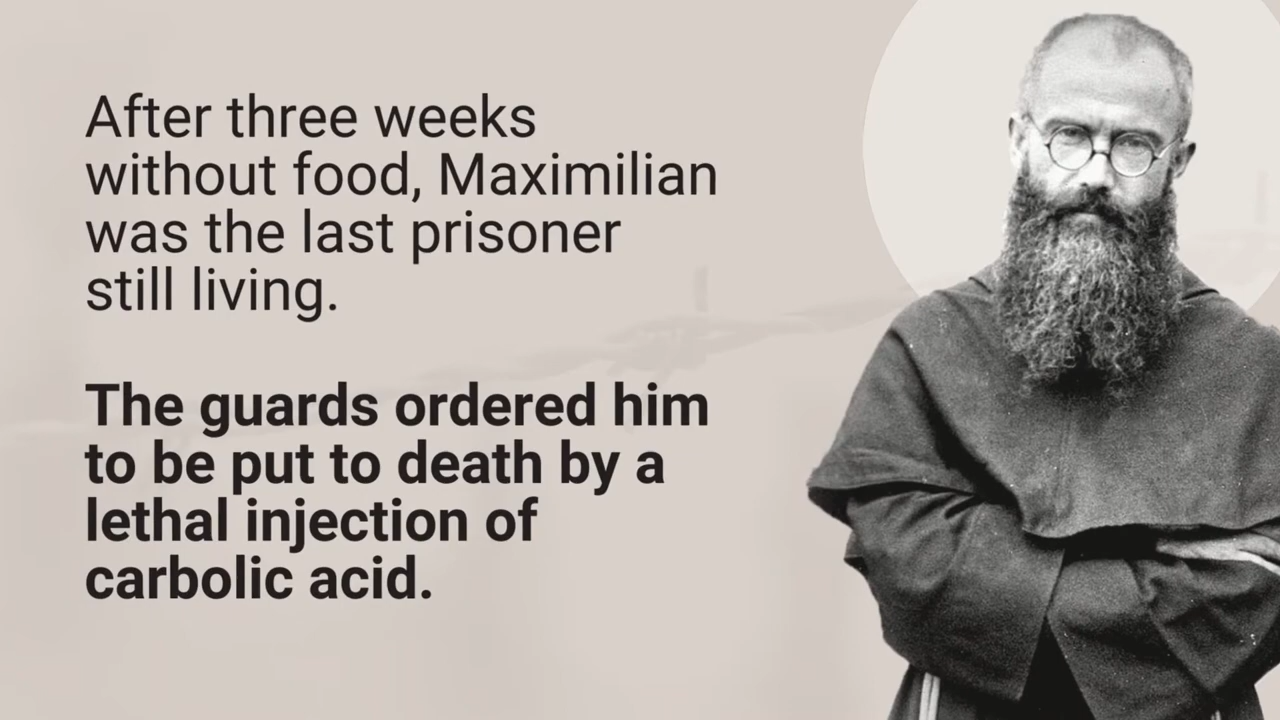 After three weeks
without food, Maximilian
was the last prisoner
still living.
The guards ordered him
to be put to death by a
lethal injection of
carbolic acid.